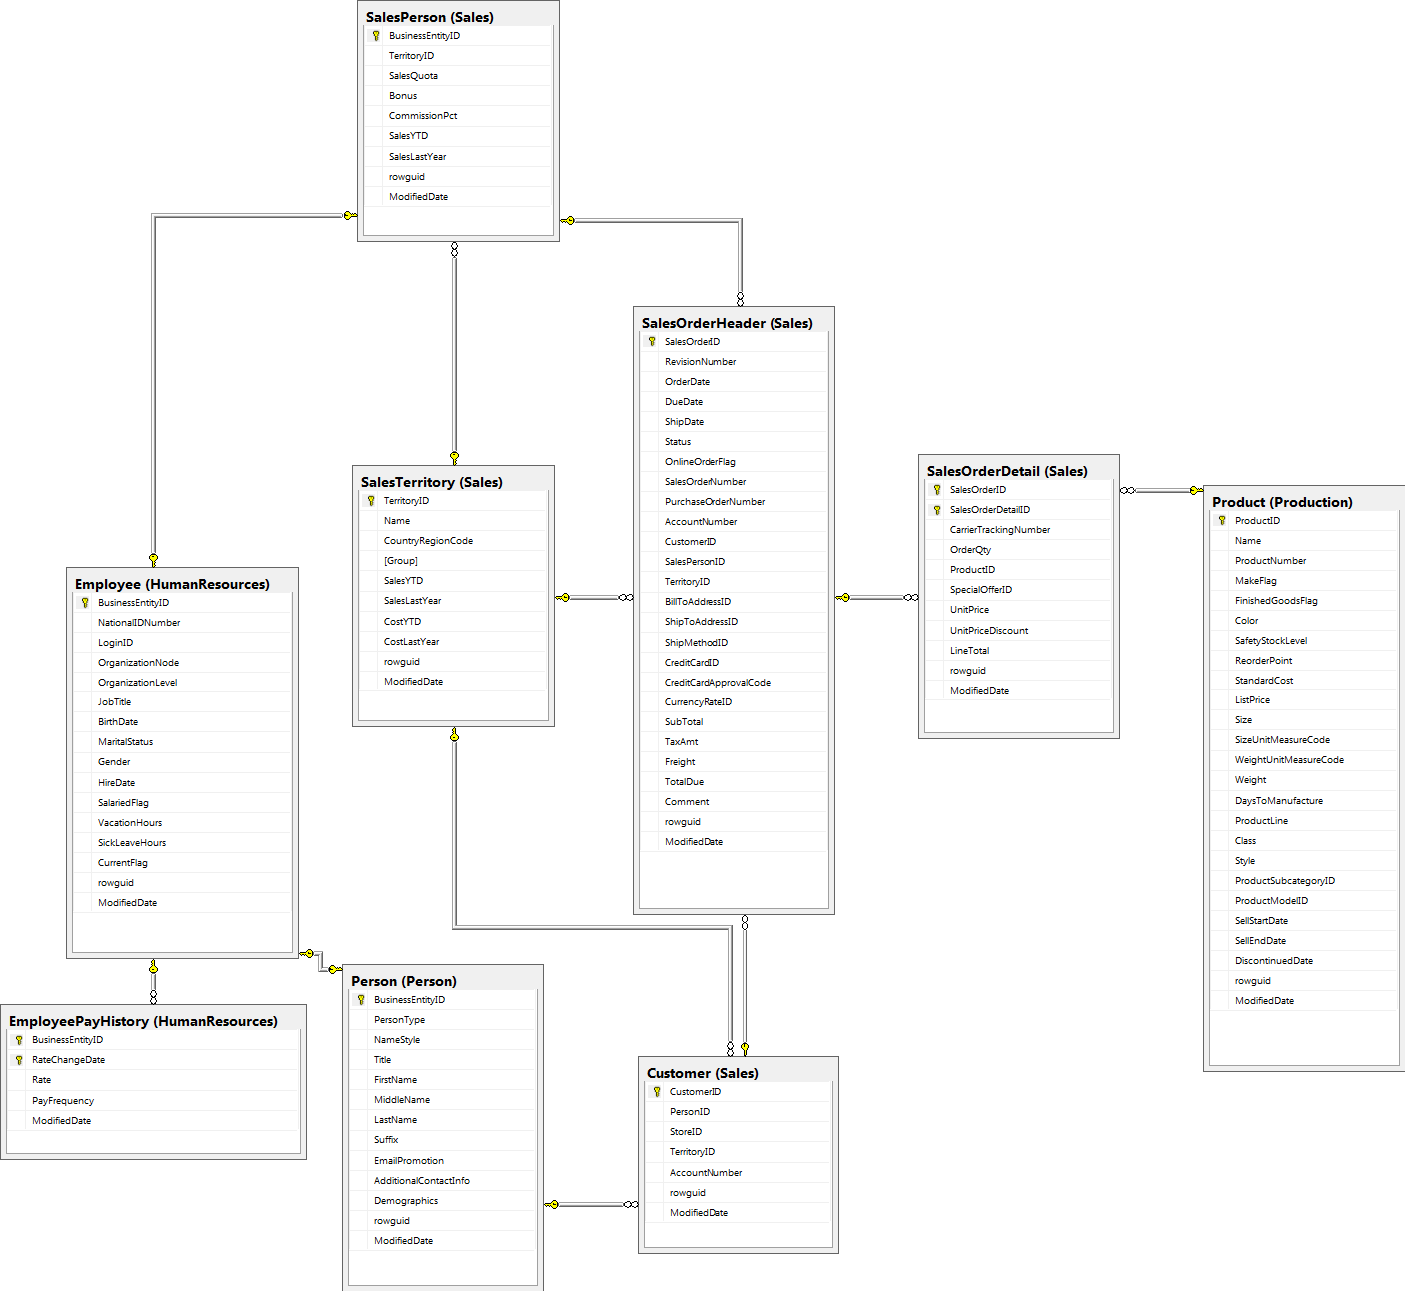 SalesPerson (Sales)
BusinessEntityID
TerritoryID
SalesQuota
Bonus
CommissionPct
SalesYTD
SalesLastYear
rowguid
ModifiedDate
SalesOrderHeader (Sales)
SalesOrderID
RevisionNumber
OrderDate
DueDate
ShipDate
Status
OnlineOrderFlag
SalesOrderNumber
PurchaseOrderNumber
AccountNumber
CustomerID
SalesPersonID
TerritoryID
BillToAddressID
ShipToAddressID
ShipMethodID
CreditCardID
CreditCardApprovalCode
CurrencyRateID
SubTotal
TaxAmt
Freight
TotalDue
Comment
rowguid
ModifiedDate
SalesOrderDetail (Sales)
SalesOrderID
SalesOrderDetailID
CarrierTrackingNumber
OrderQty
ProductID
SpecialOfferID
UnitPrice
UnitPriceDiscount
LineTotal
rowguid
ModifiedDate
Product (Production)
ProductID
Name
ProductNumber
MakeFlag
FinishedGoodsFlag
Color
SafetyStockLevel
ReorderPoint
StandardCost
ListPrice
Size
SizeUnitMeasureCode
WeightUnitMeasureCode
Weight
DaysToManufacture
ProductLine
Class
Style
ProductSubcategoryID
ProductModelID
SellStartDate
SellEndDate
DiscontinuedDate
rowguid
ModifiedDate
SalesTerritory (Sales)
TerritoryID
Name
CountryRegionCode
[Group]
SalesYTD
SalesLastYear
CostYTD
CostLastYear
rowguid
ModifiedDate
Employee (HumanResources)
BusinessEntityID
NationalIDNumber
LoginID
OrganizationNode
OrganizationLevel
JobTitle
BirthDate
MaritalStatus
Gender
HireDate
SalariedFlag
VacationHours
SickLeaveHours
CurrentFlag
rowguid
ModifiedDate
EmployeePayHistory (HumanResources)
BusinessEntityID
RateChangeDate
Rate
PayFrequency
ModifiedDate
Person (Person)
BusinessEntityID
PersonType
NameStyle
Title
FirstName
MiddleName
LastName
Suffix
EmailPromotion
AdditionalContactInfo
Demographics
rowguid
ModifiedDate
Customer (Sales)
CustomerID
PersonID
StoreID
TerritoryID
AccountNumber
rowguid
ModifiedDate